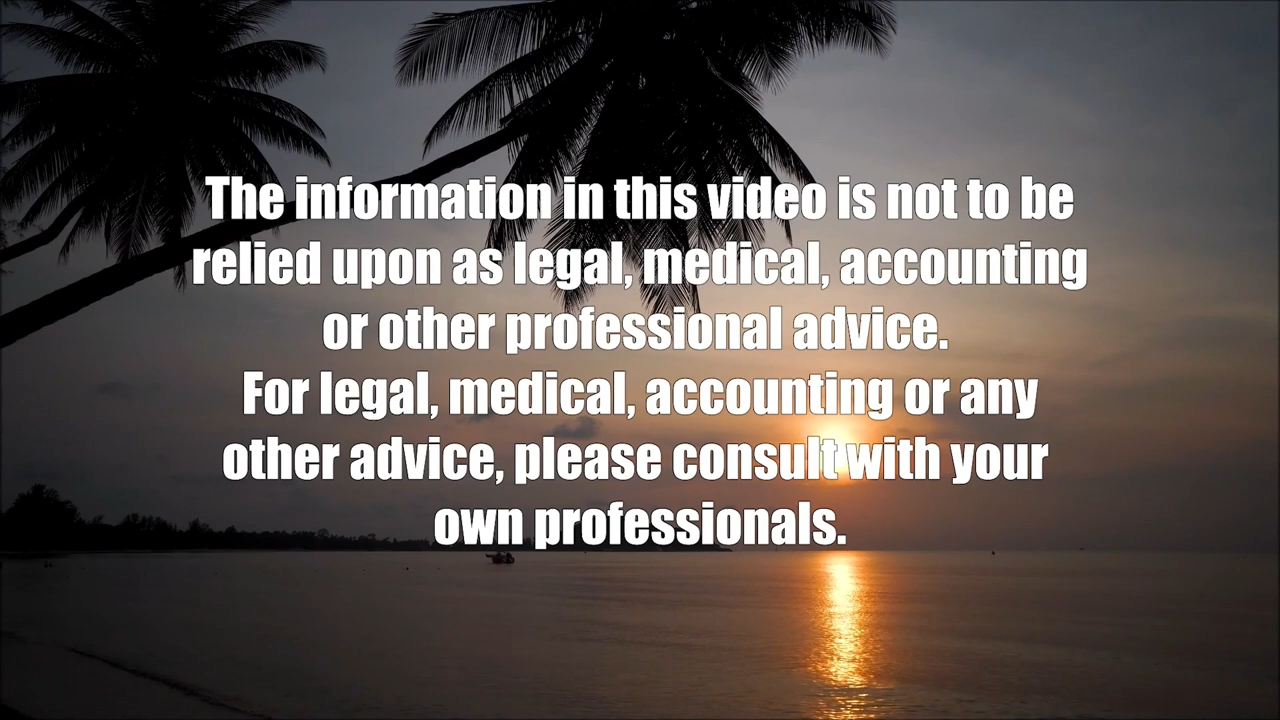 The information in this video is not to be
relied upon as legal, medical, accounting
or other professional advice.
For legal, medical, accounting or any
other advice, please consult with your
own professionals.